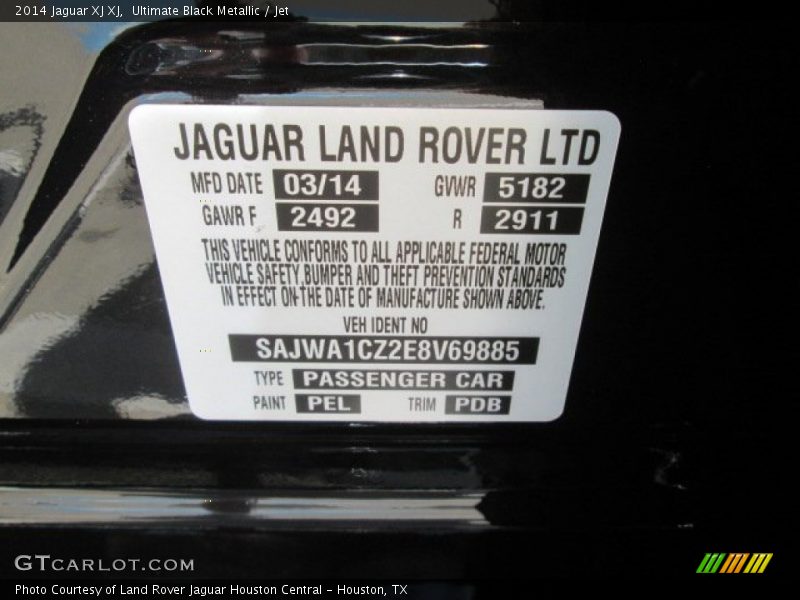 2014 Jaguar XJ XJ,  Ultimate Black Metallic / Jet
JAGUAR LAND ROVER LTD
MFD DATE 03/14 GVWR 5182
GAWR F 2492 R 2911
THIS VEHICLE CONFORMS TO ALL APPLICABLE FEDERAL MOTOR
VEHICLE SAFETY, BUMPER AND THEFT PREVENTION STANDARDS
IN EFFECT ON THE DATE OF MANUFACTURE SHOWN ABOVE.
VEH IDENT NO
SAJWA1CZ2E8V69885
TYPE PASSENGER CAR
PAINT PEL TRIM PDB
GTCARLOT.COM
Photo Courtesy of Land Rover Jaguar Houston Central - Houston, TX